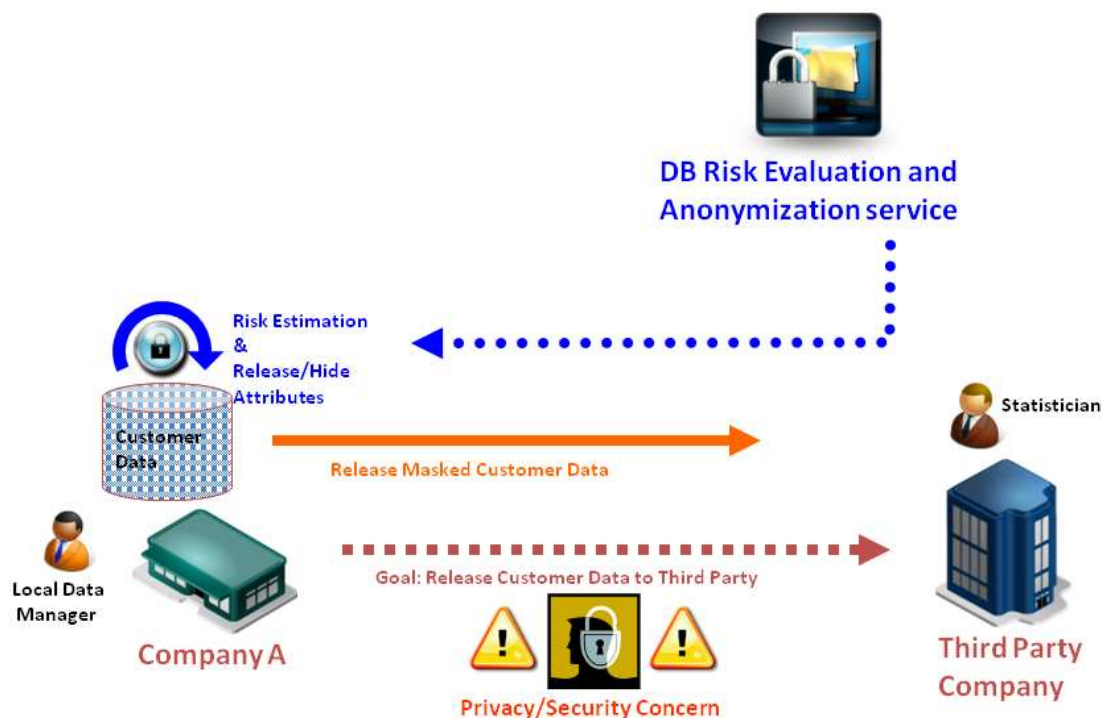 DB Risk Evaluation and
Anonymization service
Risk Estimation
&
Release/Hide
Attributes
Customer
Data
Statistician
Release Masked Customer Data
Local Data
Manager
Goal: Release Customer Data to Third Party
Company A
Third Party
Company
Privacy/Security Concern